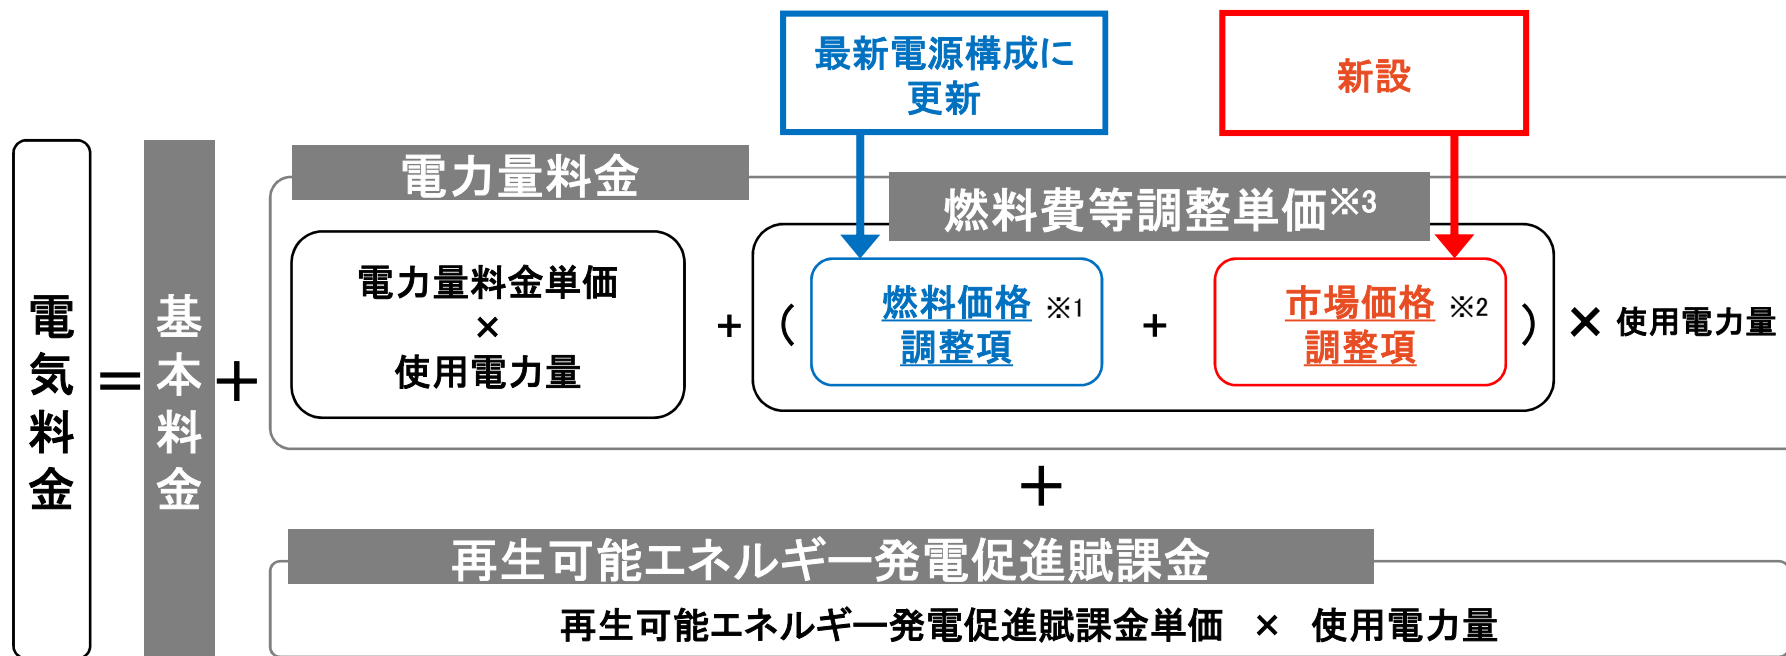 最新電源構成に
更新
新設
電力量料金
燃料費等調整単価※3
電気料金
=
基本料金
+
電力量料金単価
×
使用電力量
+
(
燃料価格 ※1
調整項
+
市場価格 ※2
調整項
)
× 使用電力量
+
再生可能エネルギー発電促進賦課金
再生可能エネルギー発電促進賦課金単価 × 使用電力量